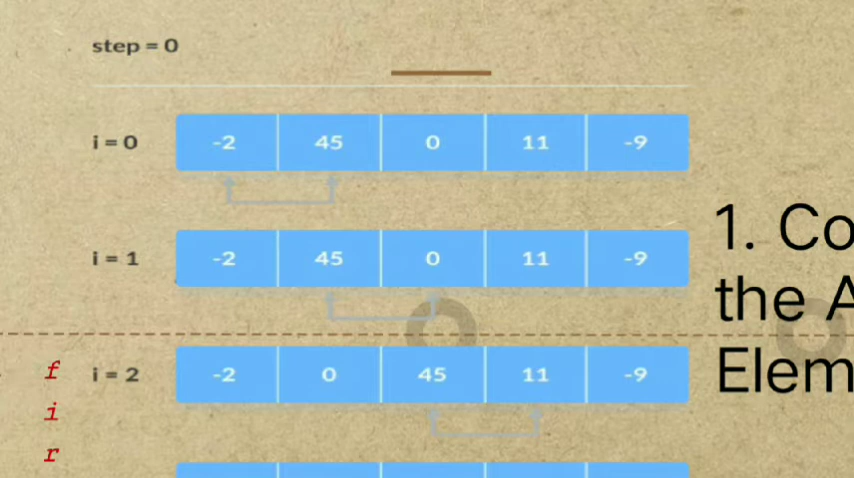 step = 0
i = 0 -2 45 0 11 -9
i = 1 -2 45 0 11 -9
i = 2 -2 0 45 11 -9
1. Co
the A
Elem
f
i
r